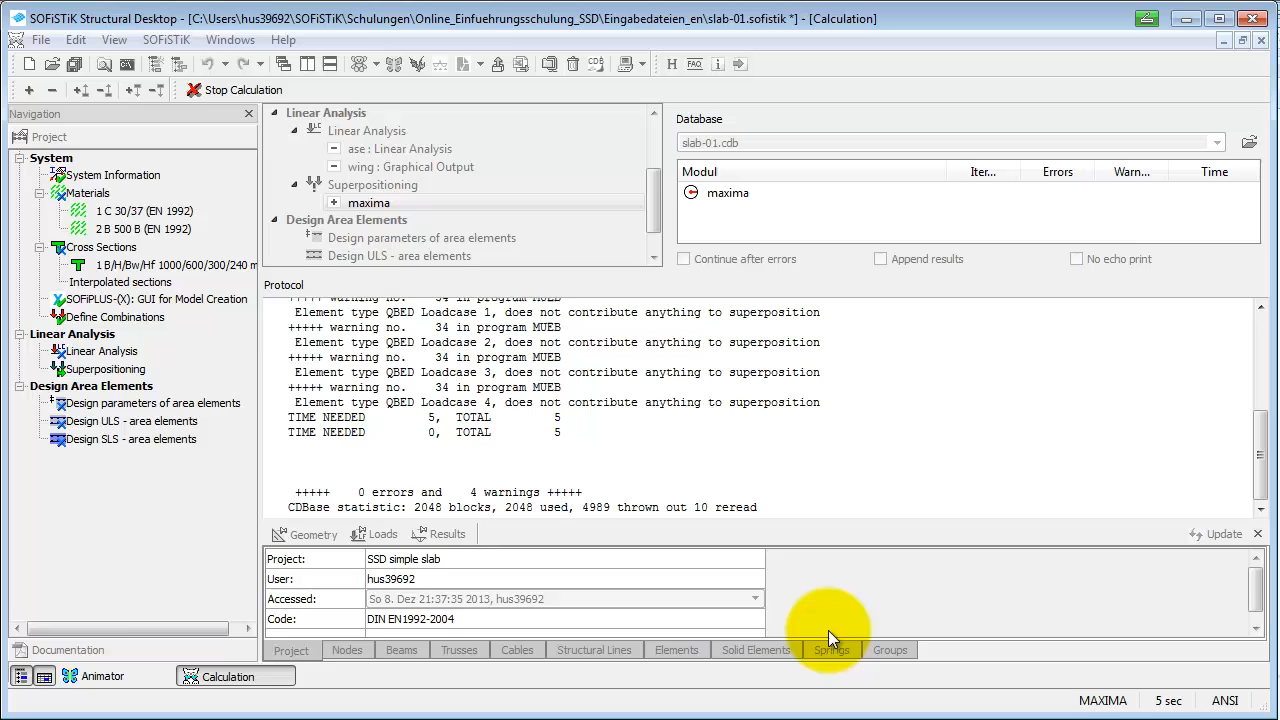 SOFiSTiK Structural Desktop - [C:\Users\hus39692\SOFiSTiK\Schulungen\Online_Einfuehrungsschulung_SSD\Eingabedateien_en\slab-01.sofistik *] - [Calculation]
File Edit View SOFiSTiK Windows Help
H FAQ
Stop Calculation
Navigation
Project
System
System Information
Materials
1 C 30/37 (EN 1992)
2 B 500 B (EN 1992)
Cross Sections
1 B/H/Bw/Hf 1000/600/300/240 m
Interpolated sections
SOFiPLUS-(X): GUI for Model Creation
Define Combinations
Linear Analysis
Linear Analysis
Superpositioning
Design Area Elements
Design parameters of area elements
Design ULS - area elements
Design SLS - area elements
Documentation
Linear Analysis
Linear Analysis
ase : Linear Analysis
wing : Graphical Output
Superpositioning
maxima
Design Area Elements
Design parameters of area elements
Design ULS - area elements
Database
slab-01.cdb
Modul Iter... Errors Warn... Time
maxima
Continue after errors Append results No echo print
Protocol
+++++ warning no. 34 in program MUEB
Element type QBED Loadcase 1, does not contribute anything to superposition
+++++ warning no. 34 in program MUEB
Element type QBED Loadcase 2, does not contribute anything to superposition
+++++ warning no. 34 in program MUEB
Element type QBED Loadcase 3, does not contribute anything to superposition
+++++ warning no. 34 in program MUEB
Element type QBED Loadcase 4, does not contribute anything to superposition
TIME NEEDED 5, TOTAL 5
TIME NEEDED 0, TOTAL 5
+++++ 0 errors and 4 warnings +++++
CDBase statistic: 2048 blocks, 2048 used, 4989 thrown out 10 reread
Geometry Loads Results Update
Project: SSD simple slab
User: hus39692
Accessed: So 8. Dez 21:37:35 2013, hus39692
Code: DIN EN1992-2004
Project Nodes Beams Trusses Cables Structural Lines Elements Solid Elements Springs Groups
Animator Calculation
MAXIMA 5 sec ANSI